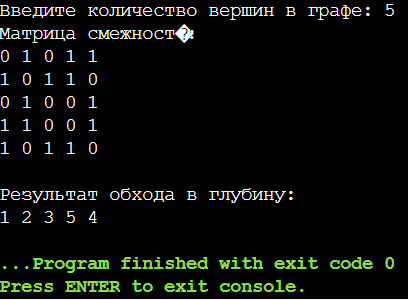 Введите количество вершин в графе: 5
Матрица смежност�:
0 1 0 1 1
1 0 1 1 0
0 1 0 0 1
1 1 0 0 1
1 0 1 1 0
Результат обхода в глубину:
1 2 3 5 4
...Program finished with exit code 0
Press ENTER to exit console.